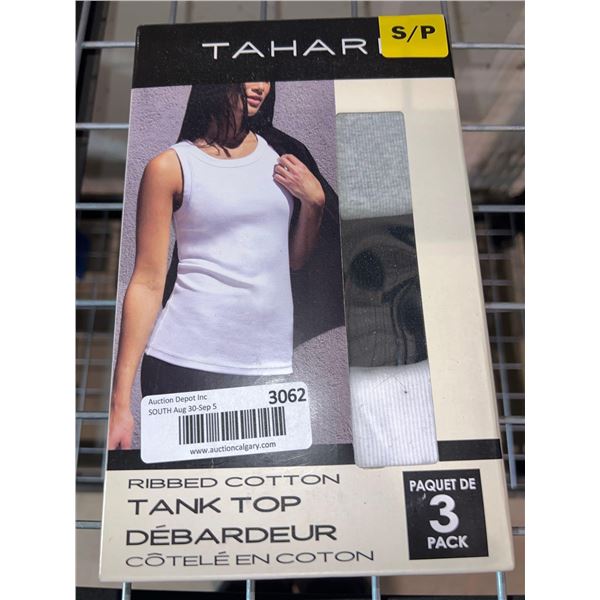 TAHARI
S/P
Auction Depot Inc
SOUTH Aug 30-Sep 5
3062
www.auctioncalgary.com
RIBBED COTTON
TANK TOP
DÉBARDEUR
CÔTELÉ EN COTON
PAQUET DE
3
PACK